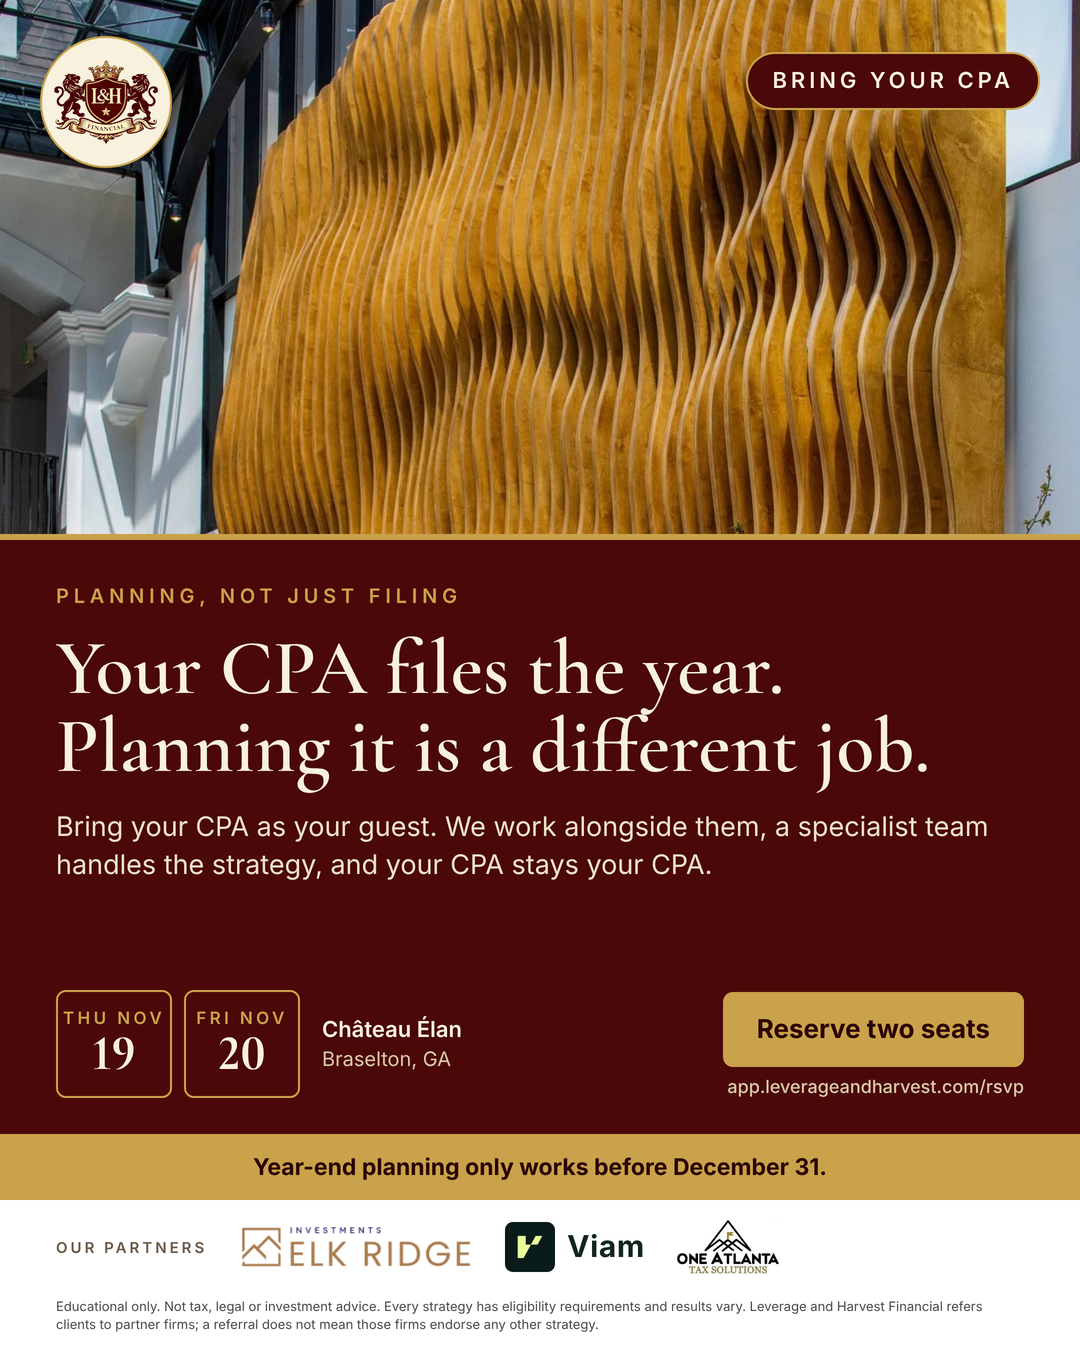 L&H
FINANCIAL
BRING YOUR CPA
PLANNING, NOT JUST FILING
Your CPA files the year.
Planning it is a different job.
Bring your CPA as your guest. We work alongside them, a specialist team
handles the strategy, and your CPA stays your CPA.
THU NOV
19
FRI NOV
20
Château Élan
Braselton, GA
Reserve two seats
app.leverageandharvest.com/rsvp
Year-end planning only works before December 31.
OUR PARTNERS
INVESTMENTS
ELK RIDGE
Viam
ONE ATLANTA
TAX SOLUTIONS
Educational only. Not tax, legal or investment advice. Every strategy has eligibility requirements and results vary. Leverage and Harvest Financial refers
clients to partner firms; a referral does not mean those firms endorse any other strategy.